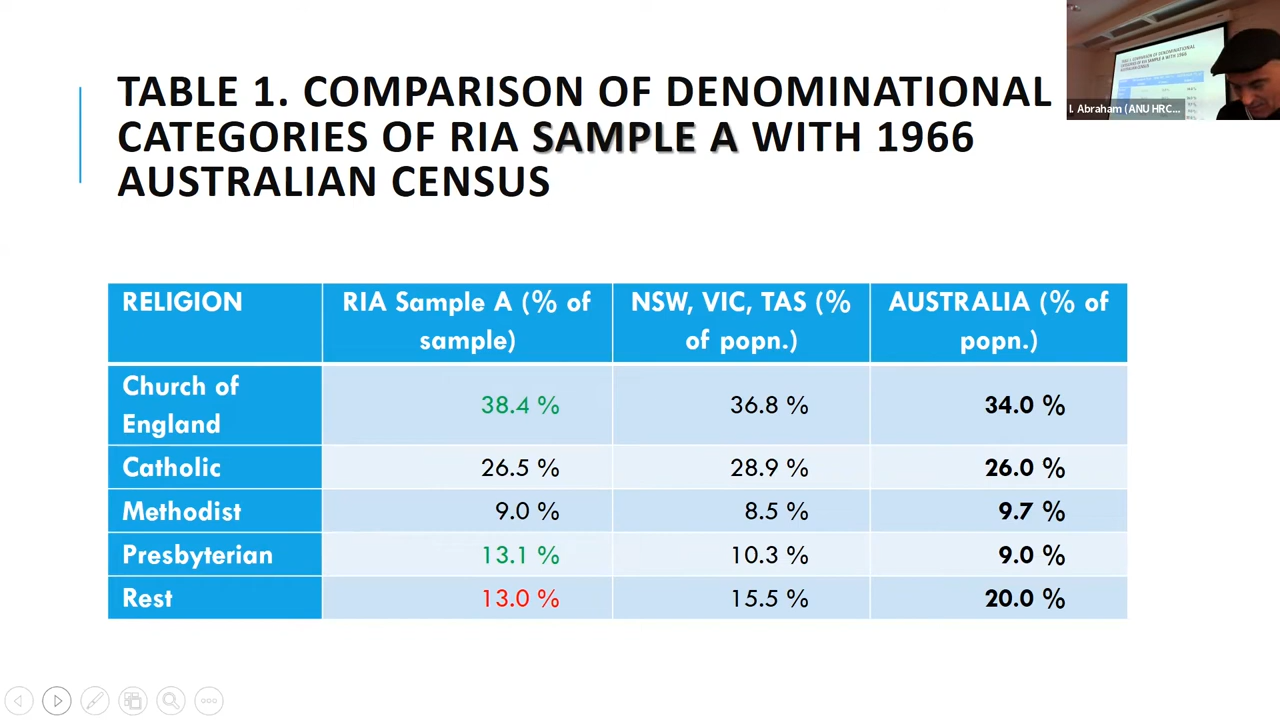 TABLE 1. COMPARISON OF DENOMINATIONAL
CATEGORIES OF RIA SAMPLE A WITH 1966
AUSTRALIAN CENSUS
I. Abraham (ANU HRC...
RELIGION
RIA Sample A (% of
sample)
NSW, VIC, TAS (%
of popn.)
AUSTRALIA (% of
popn.)
Church of
England
38.4 %
36.8 %
34.0 %
Catholic
26.5 %
28.9 %
26.0 %
Methodist
9.0 %
8.5 %
9.7 %
Presbyterian
13.1 %
10.3 %
9.0 %
Rest
13.0 %
15.5 %
20.0 %